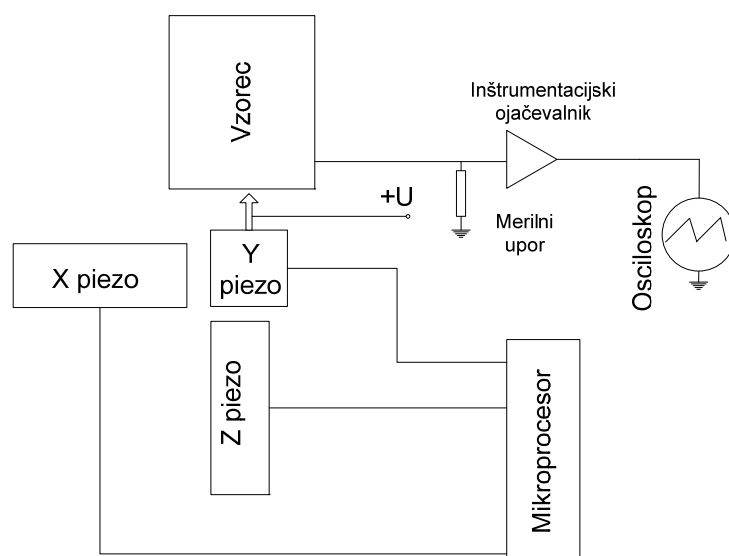 Vzorec
Inštrumentacijski
ojačevalnik
+U
Merilni
upor
Osciloskop
Y
piezo
X piezo
Z piezo
Mikroprocesor